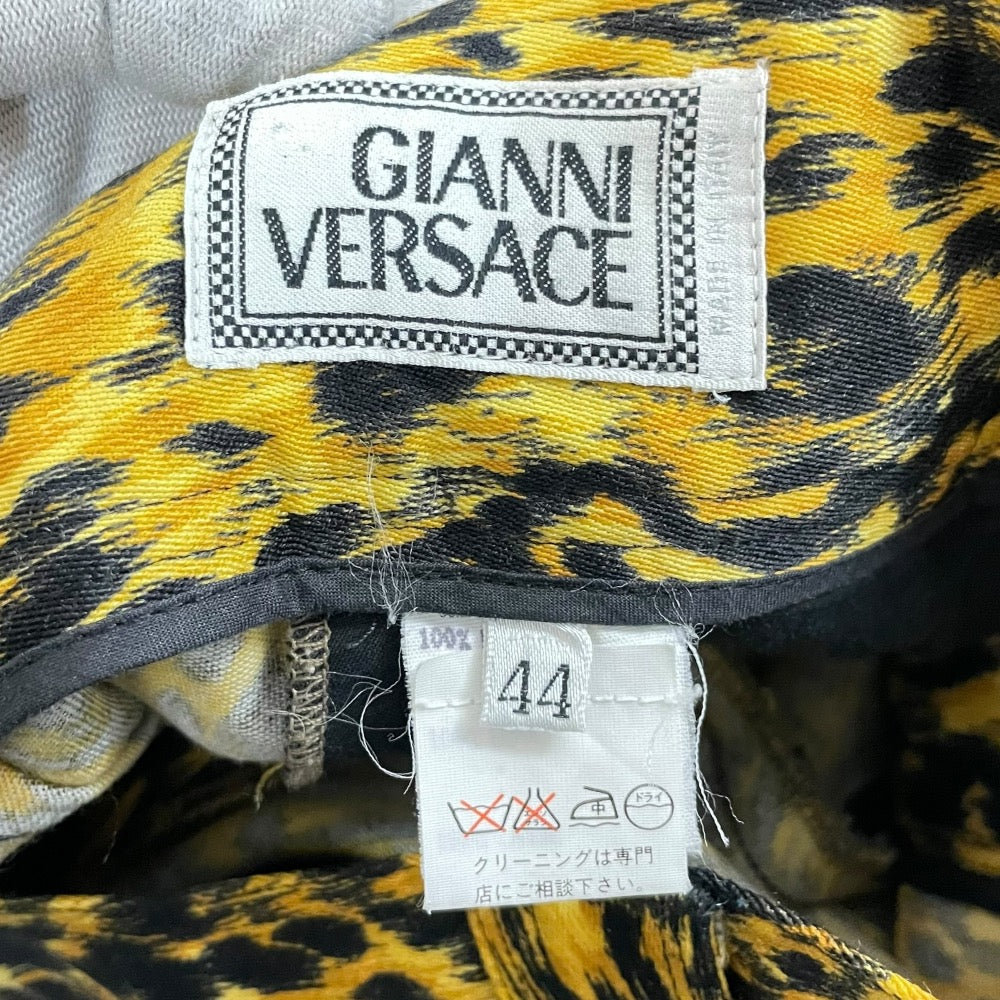 GIANNI
VERSACE
MADE IN ITALY
100%
44
中 ドライ
クリーニングは専門
店にご相談下さい。